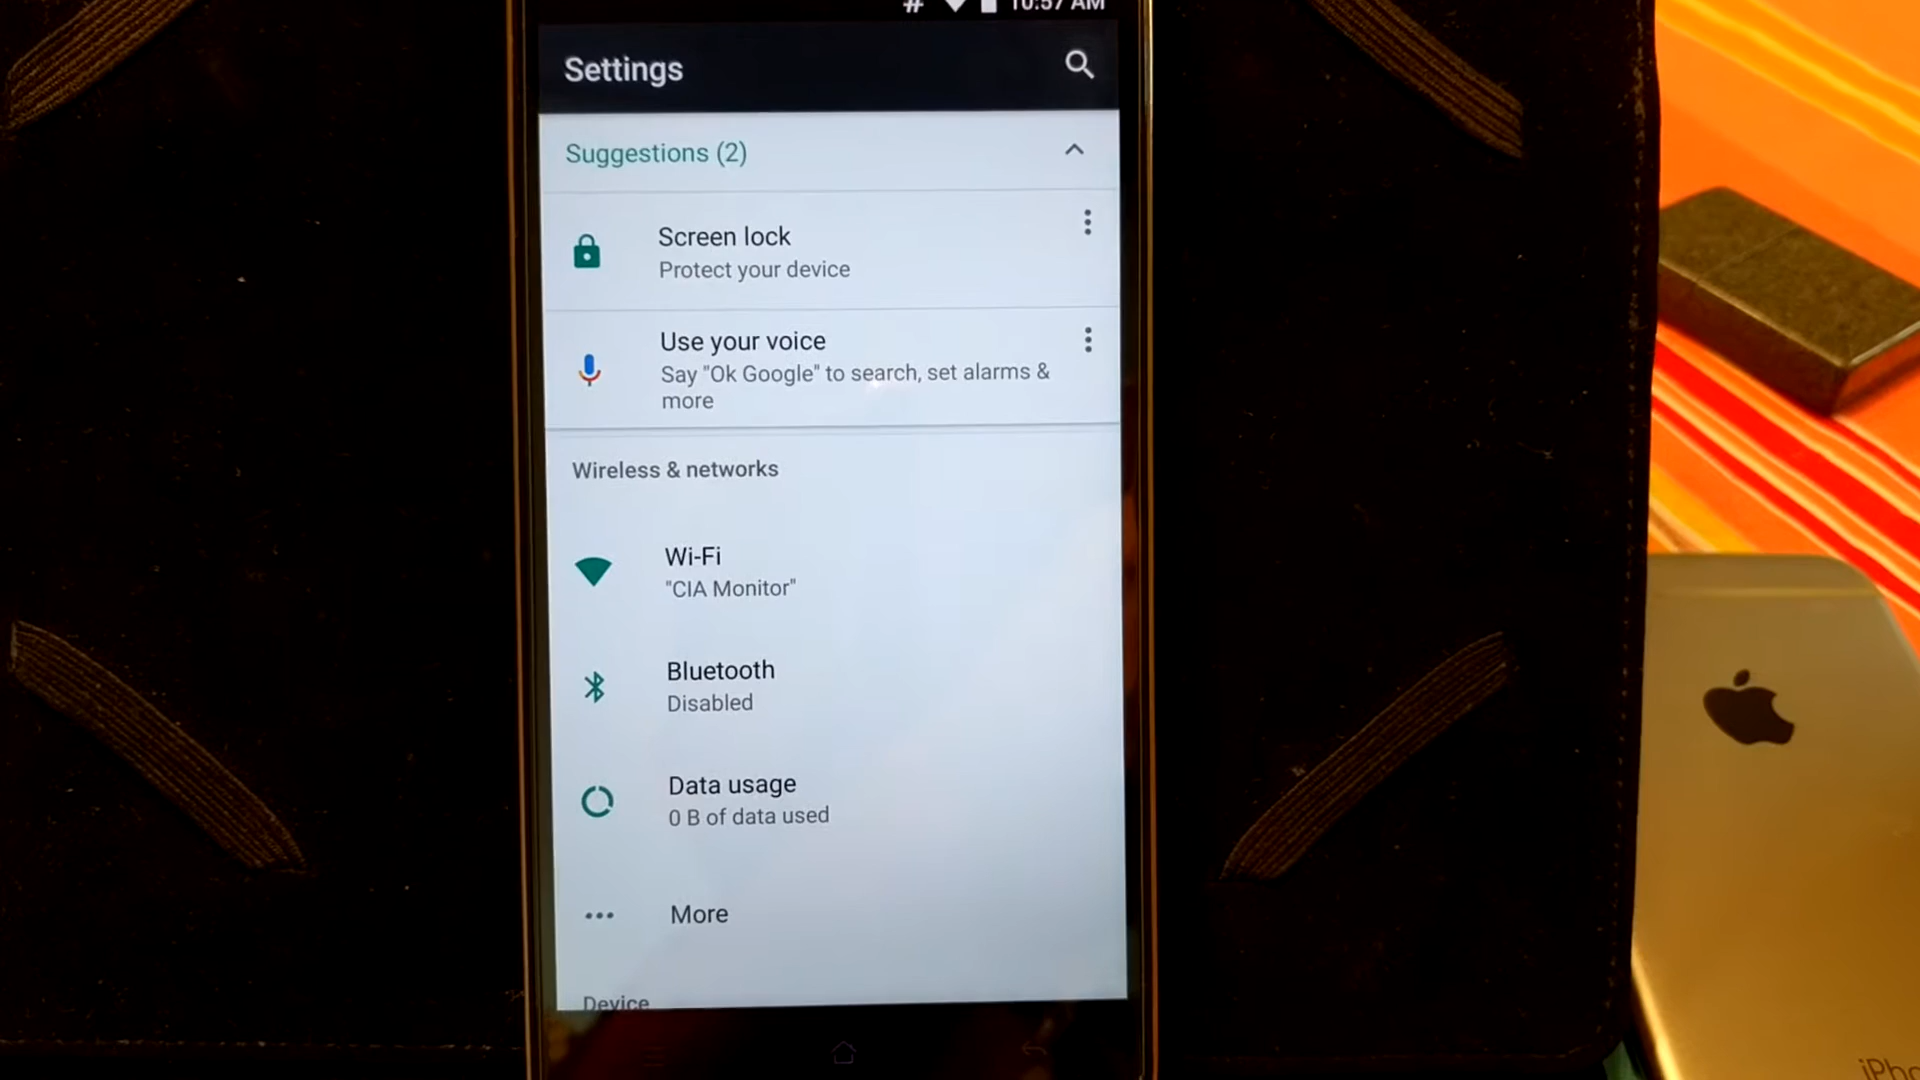 # 10:57 AM
Settings
Suggestions (2)
Screen lock
Protect your device
Use your voice
Say "Ok Google" to search, set alarms &
more
Wireless & networks
Wi-Fi
"CIA Monitor"
Bluetooth
Disabled
Data usage
0 B of data used
More
Device
iPho